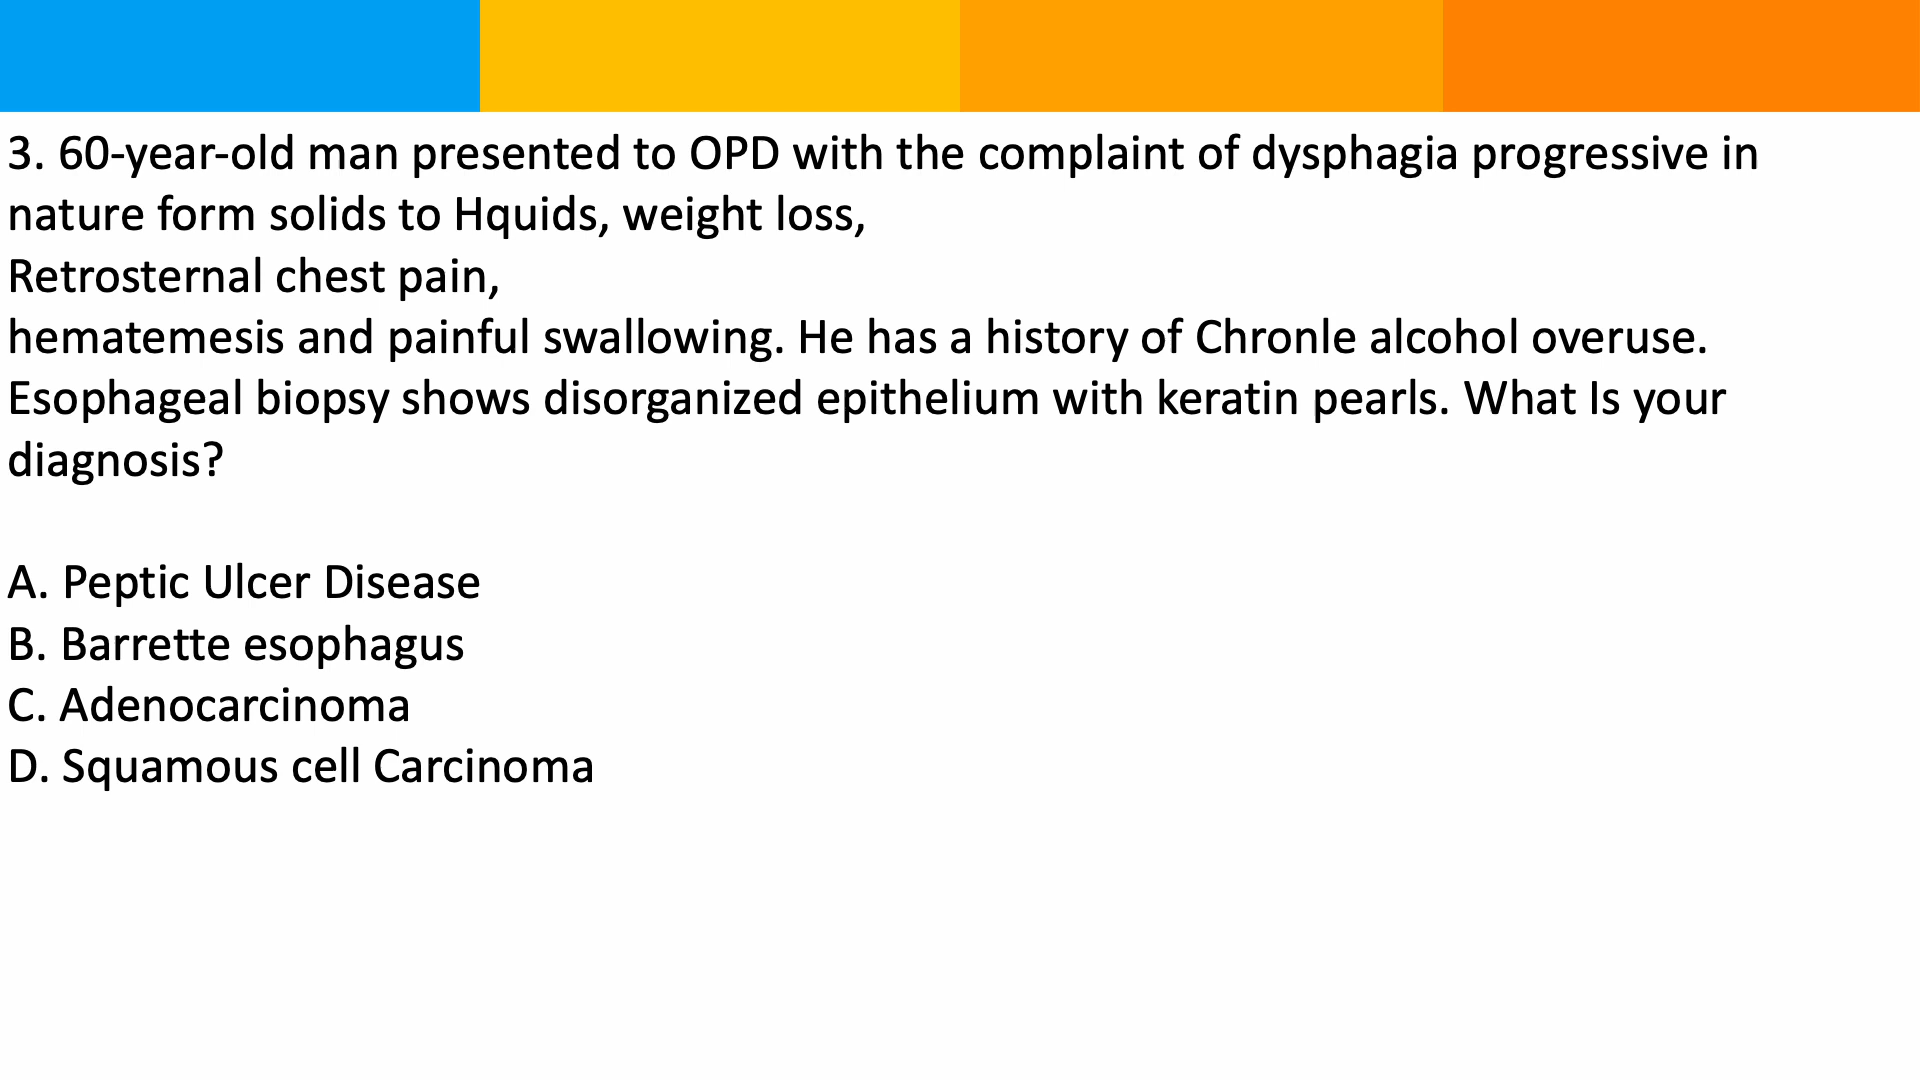 3. 60-year-old man presented to OPD with the complaint of dysphagia progressive in
nature form solids to Hquids, weight loss,
Retrosternal chest pain,
hematemesis and painful swallowing. He has a history of Chronle alcohol overuse.
Esophageal biopsy shows disorganized epithelium with keratin pearls. What Is your
diagnosis?
A. Peptic Ulcer Disease
B. Barrette esophagus
C. Adenocarcinoma
D. Squamous cell Carcinoma